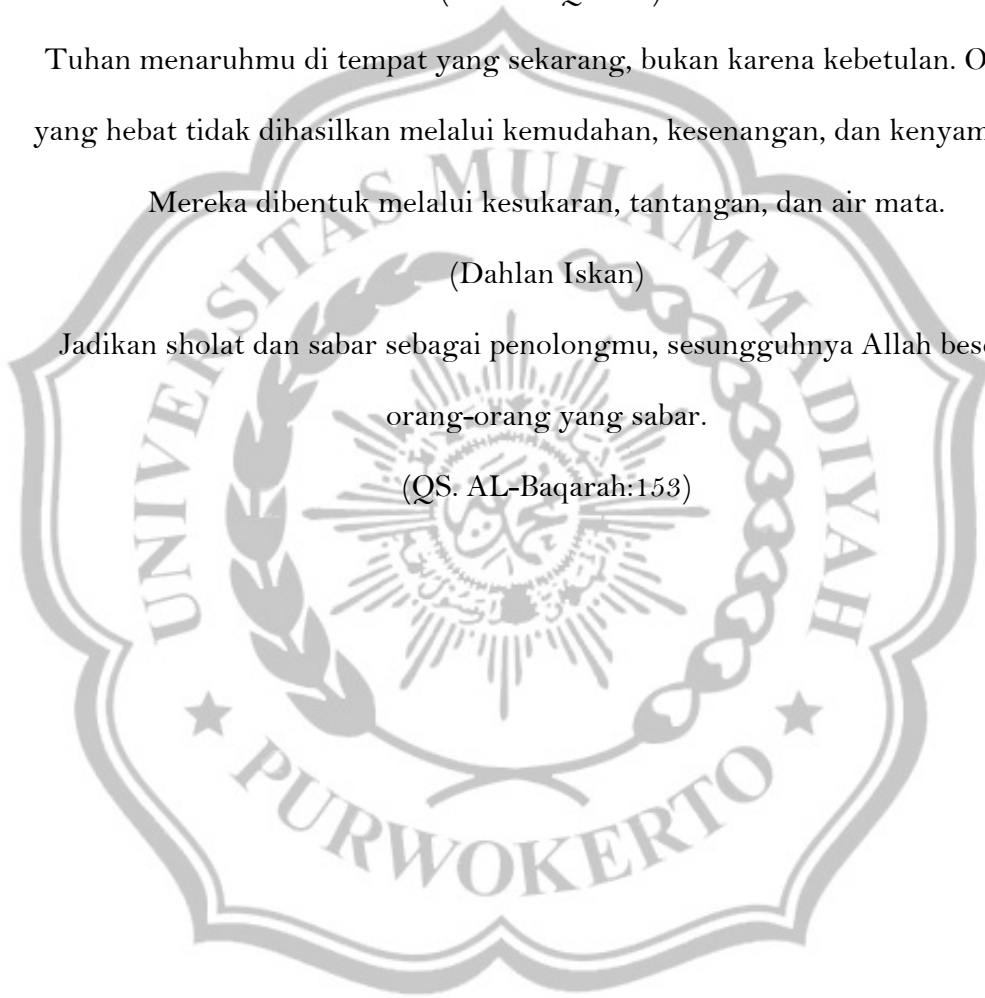 Tuhan menaruhmu di tempat yang sekarang, bukan karena kebetulan. O
yang hebat tidak dihasilkan melalui kemudahan, kesenangan, dan kenyam
Mereka dibentuk melalui kesukaran, tantangan, dan air mata.
(Dahlan Iskan)
Jadikan sholat dan sabar sebagai penolongmu, sesungguhnya Allah bes
orang-orang yang sabar.
(QS. AL-Baqarah:153)
UNIVERSITAS MUHAMMADIYAH
PURWOKERTO